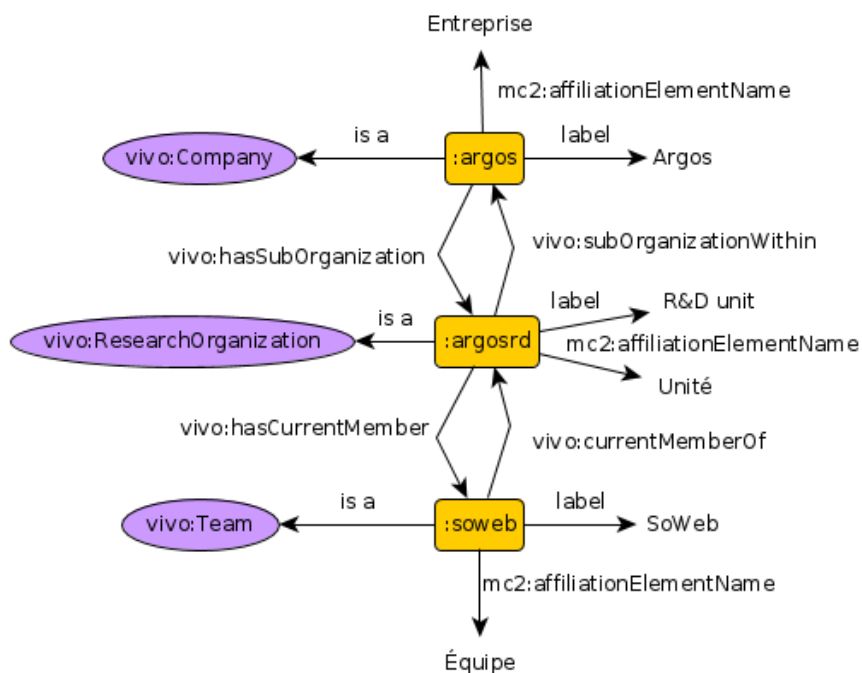 Entreprise
mc2:affiliationElementName
is a
label
vivo:Company
:argos
Argos
vivo:hasSubOrganization
vivo:subOrganizationWithin
is a
label
R&D unit
vivo:ResearchOrganization
:argosrd
mc2:affiliationElementName
Unité
vivo:hasCurrentMember
vivo:currentMemberOf
is a
label
vivo:Team
:soweb
SoWeb
mc2:affiliationElementName
Équipe